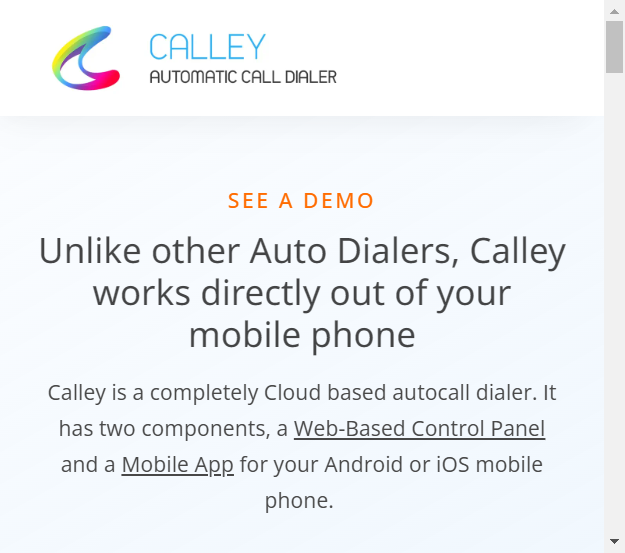 CALLEY
AUTOMATIC CALL DIALER
SEE A DEMO
Unlike other Auto Dialers, Calley
works directly out of your
mobile phone
Calley is a completely Cloud based autocall dialer. It
has two components, a Web-Based Control Panel
and a Mobile App for your Android or iOS mobile
phone.